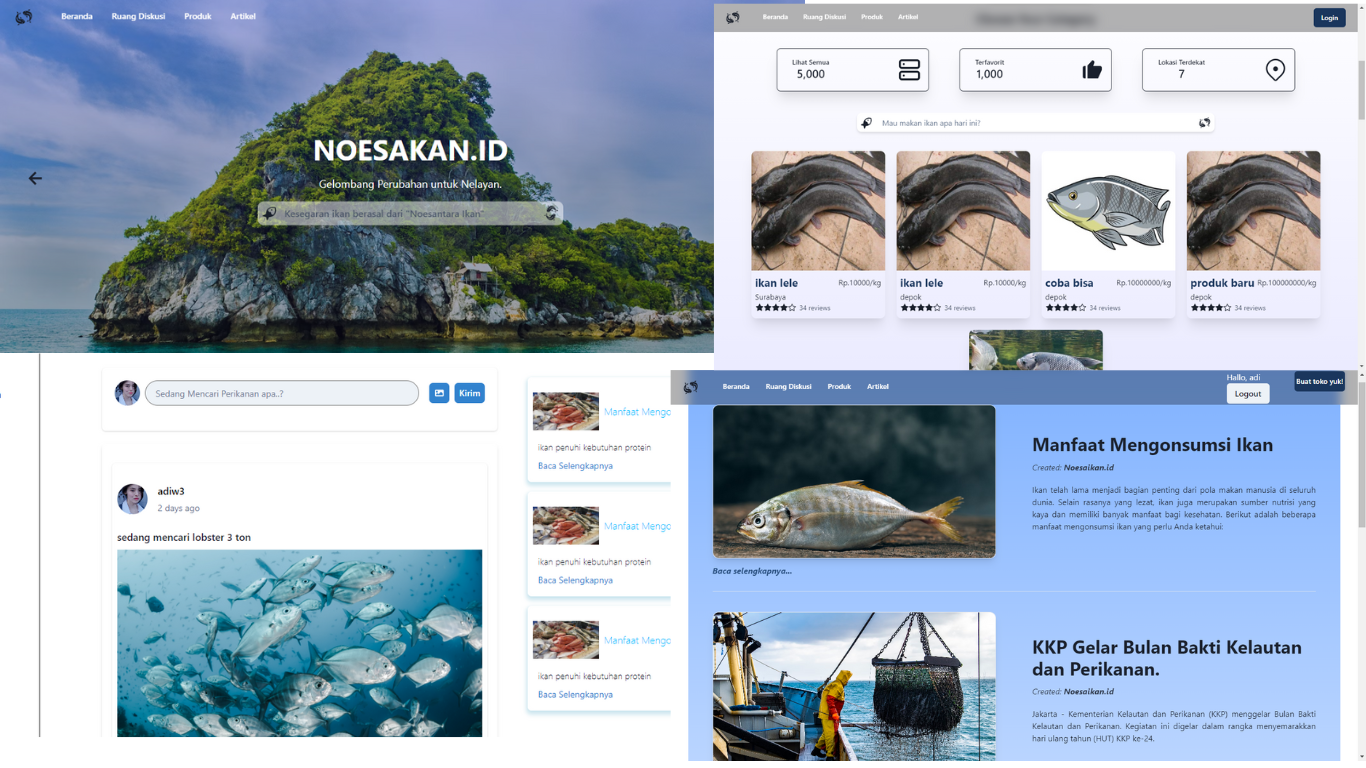 Beranda Ruang Diskusi Produk Artikel
NOESAKAN.ID
Gelombang Perubahan untuk Nelayan.
Kesegaran ikan berasal dari "Noesantara Ikan"
Beranda Ruang Diskusi Produk Artikel
Login
Lihat Semua
5,000
Terfavorit
1,000
Lokasi Terdekat
7
Mau makan ikan apa hari ini?
ikan lele Rp.10000/kg
Surabaya
34 reviews
ikan lele Rp.10000/kg
depok
34 reviews
coba bisa Rp.10000000/kg
depok
34 reviews
produk baru Rp.100000000/kg
depok
34 reviews
Sedang Mencari Perikanan apa..?
Kirim
adiw3
2 days ago
sedang mencari lobster 3 ton
Manfaat Mengo
ikan penuhi kebutuhan protein
Baca Selengkapnya
Manfaat Mengo
ikan penuhi kebutuhan protein
Baca Selengkapnya
Manfaat Mengo
ikan penuhi kebutuhan protein
Baca Selengkapnya
Beranda Ruang Diskusi Produk Artikel
Hallo, adi
Logout
Buat toko yuk!
Manfaat Mengonsumsi Ikan
Created: Noesaikan.id
Ikan telah lama menjadi bagian penting dari pola makan manusia di seluruh
dunia. Selain rasanya yang lezat, ikan juga merupakan sumber nutrisi yang
kaya dan memiliki banyak manfaat bagi kesehatan. Berikut adalah beberapa
manfaat mengonsumsi ikan yang perlu Anda ketahui:
Baca selengkapnya...
KKP Gelar Bulan Bakti Kelautan
dan Perikanan.
Created: Noesaikan.id
Jakarta - Kementerian Kelautan dan Perikanan (KKP) menggelar Bulan Bakti
Kelautan dan Perikanan. Kegiatan ini digelar dalam rangka menyemarakkan
hari ulang tahun (HUT) KKP ke-24.